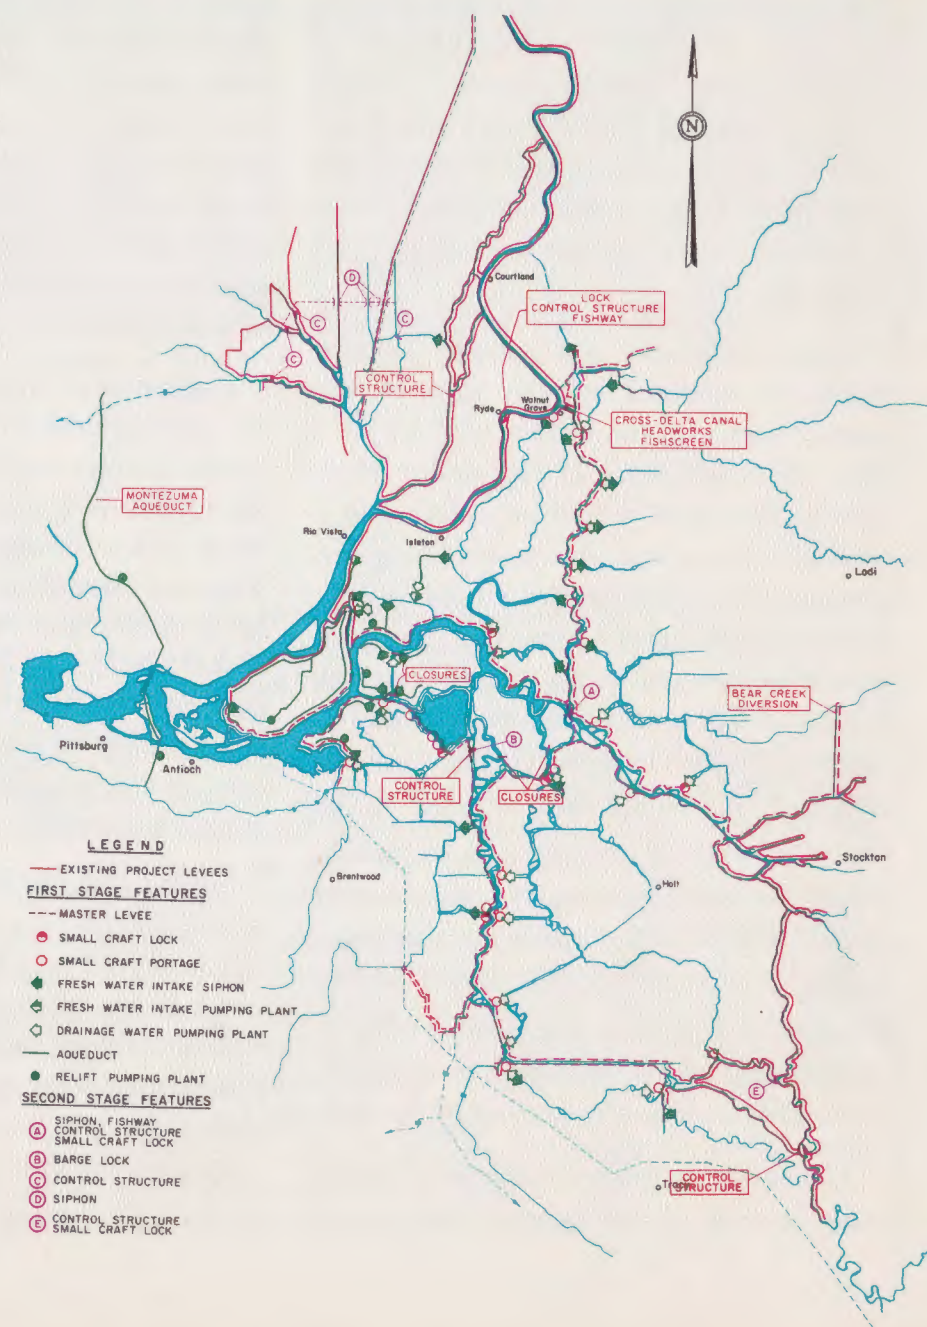 N
Courtland
LOCK
CONTROL STRUCTURE
FISHWAY
D
C
C
C
CONTROL
STRUCTURE
Ryde
Walnut
Grove
CROSS-DELTA CANAL
HEADWORKS
FISHSCREEN
MONTEZUMA
AQUEDUCT
Rio Vista
Isleton
Lodi
CLOSURES
A
BEAR CREEK
DIVERSION
Pittsburg
Antioch
B
CONTROL
STRUCTURE
CLOSURES
Stockton
Brentwood
Holt
E
CONTROL
STRUCTURE
Tracy
LEGEND
EXISTING PROJECT LEVEES
FIRST STAGE FEATURES
MASTER LEVEE
SMALL CRAFT LOCK
SMALL CRAFT PORTAGE
FRESH WATER INTAKE SIPHON
FRESH WATER INTAKE PUMPING PLANT
DRAINAGE WATER PUMPING PLANT
AQUEDUCT
RELIFT PUMPING PLANT
SECOND STAGE FEATURES
A SIPHON, FISHWAY
CONTROL STRUCTURE
SMALL CRAFT LOCK
B BARGE LOCK
C CONTROL STRUCTURE
D SIPHON
E CONTROL STRUCTURE
SMALL CRAFT LOCK